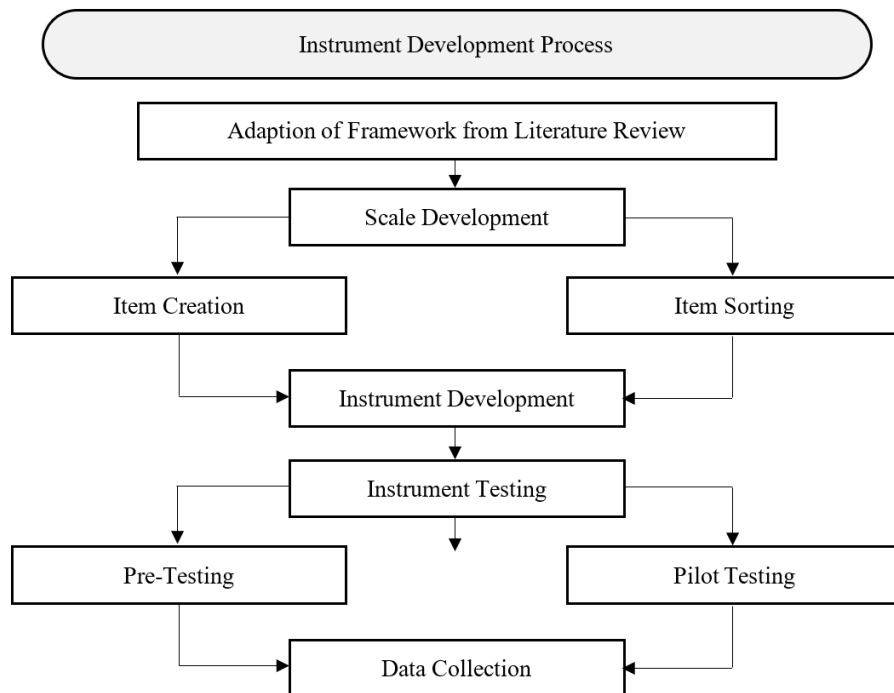 Instrument Development Process
Adaption of Framework from Literature Review
Scale Development
Item Creation
Item Sorting
Instrument Development
Instrument Testing
Pre-Testing
Pilot Testing
Data Collection